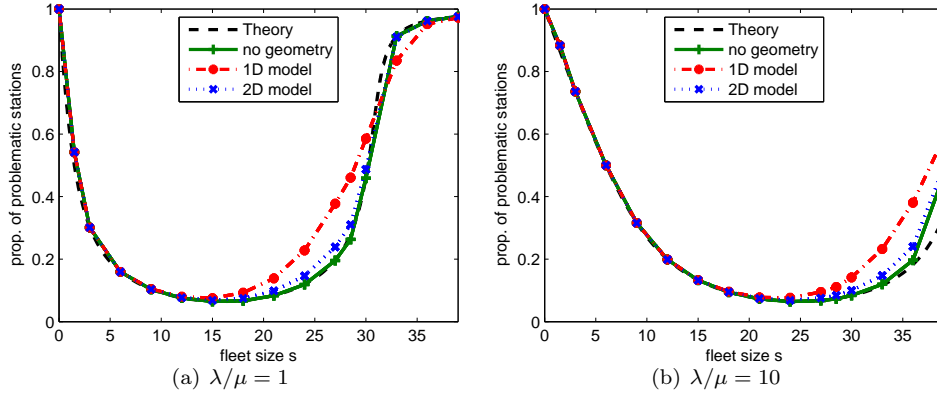 1
0.8
0.6
0.4
0.2
0
prop. of problematic stations
Theory
no geometry
1D model
2D model
0 5 10 15 20 25 30 35
fleet size s
(a) λ/μ = 1
1
0.8
0.6
0.4
0.2
0
prop. of problematic stations
Theory
no geometry
1D model
2D model
0 5 10 15 20 25 30 35
fleet size s
(b) λ/μ = 10